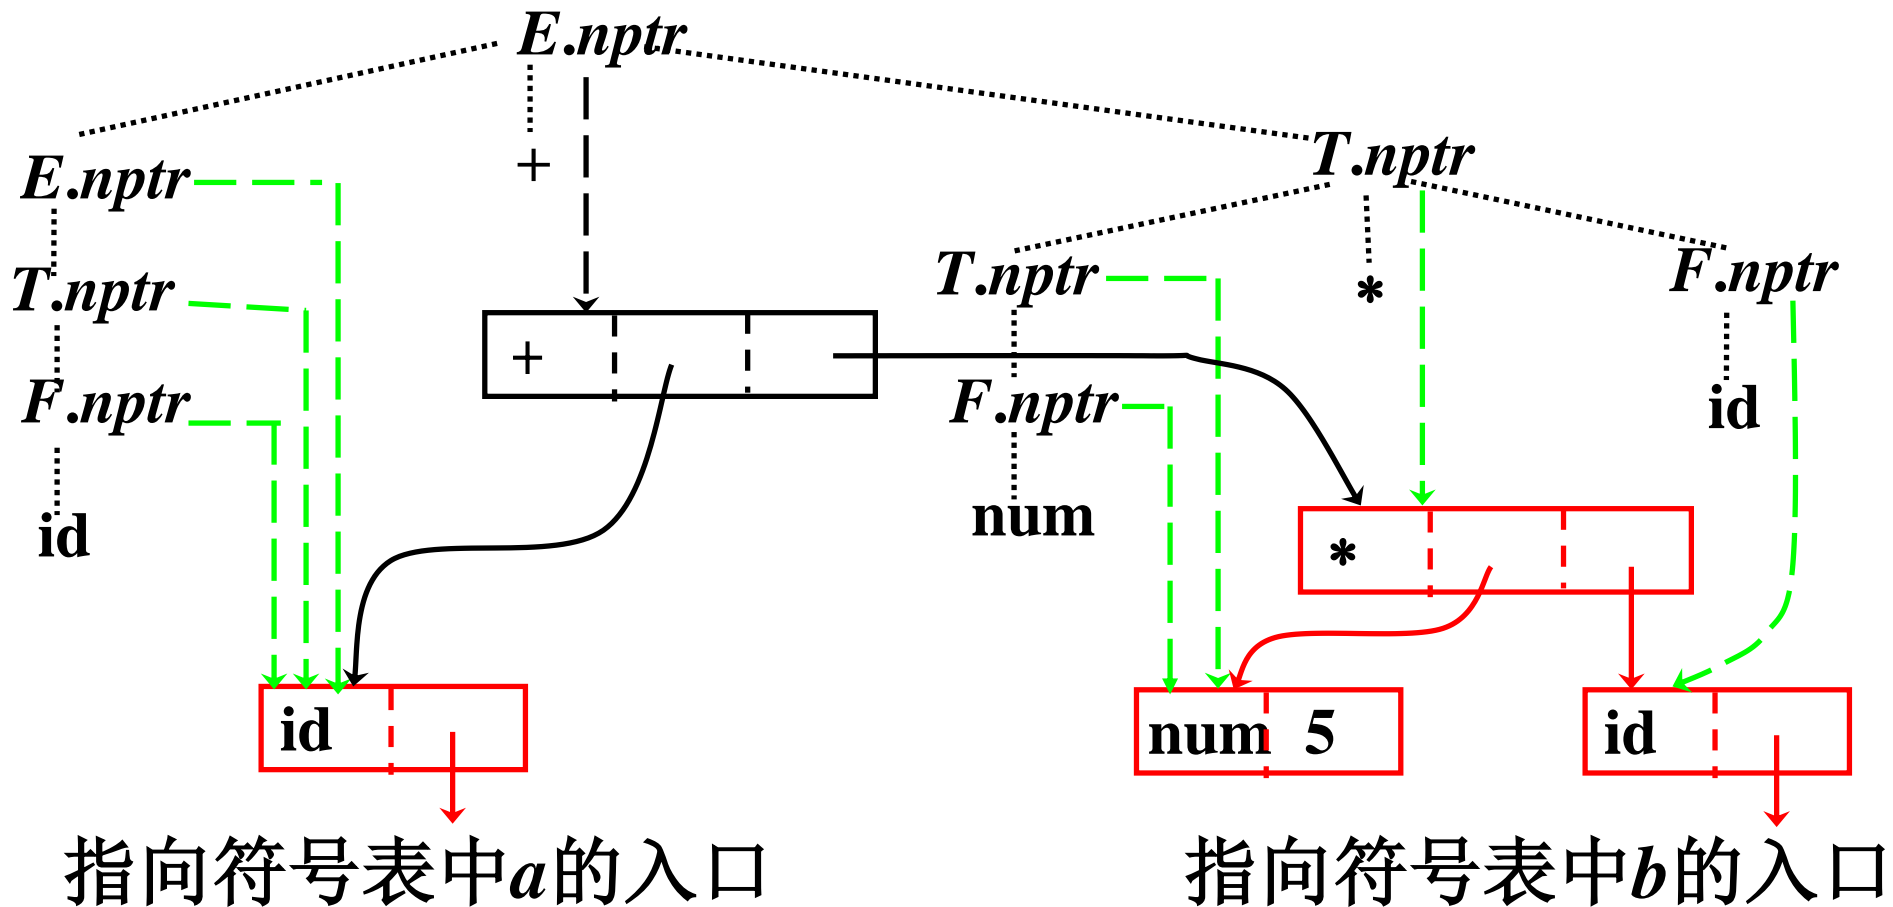 E.nptr
+
T.nptr
E.nptr
T.nptr
*
F.nptr
T.nptr
+
F.nptr
F.nptr
id
id
num
*
id
num 5
id
指向符号表中a的入口
指向符号表中b的入口